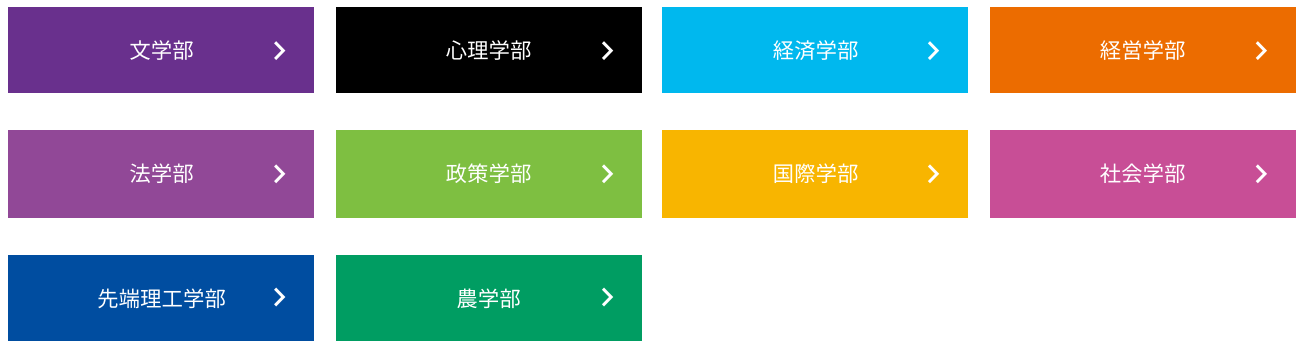 文学部
心理学部
経済学部
経営学部
法学部
政策学部
国際学部
社会学部
先端理工学部
農学部